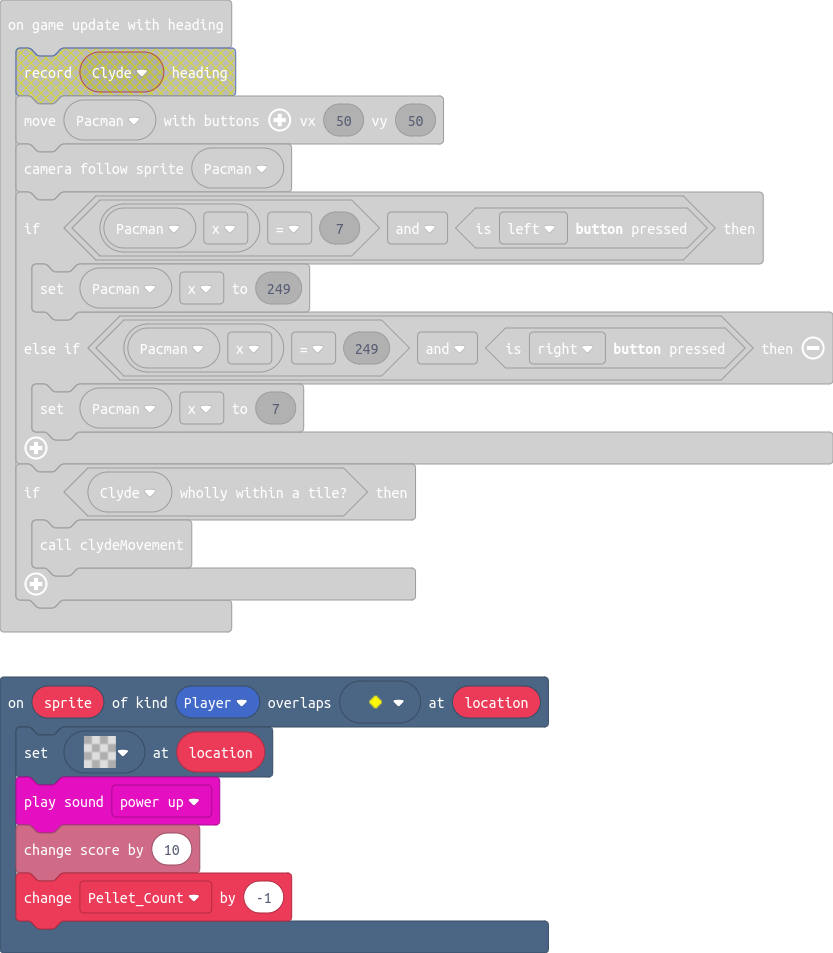 on game update with heading
record Clyde heading
move Pacman with buttons vx 50 vy 50
camera follow sprite Pacman
if Pacman x = 7 and is left button pressed then
set Pacman x to 249
else if Pacman x = 249 and is right button pressed then
set Pacman x to 7
if Clyde wholly within a tile? then
call clydeMovement
on sprite of kind Player overlaps at location
set at location
play sound power up
change score by 10
change Pellet_Count by -1